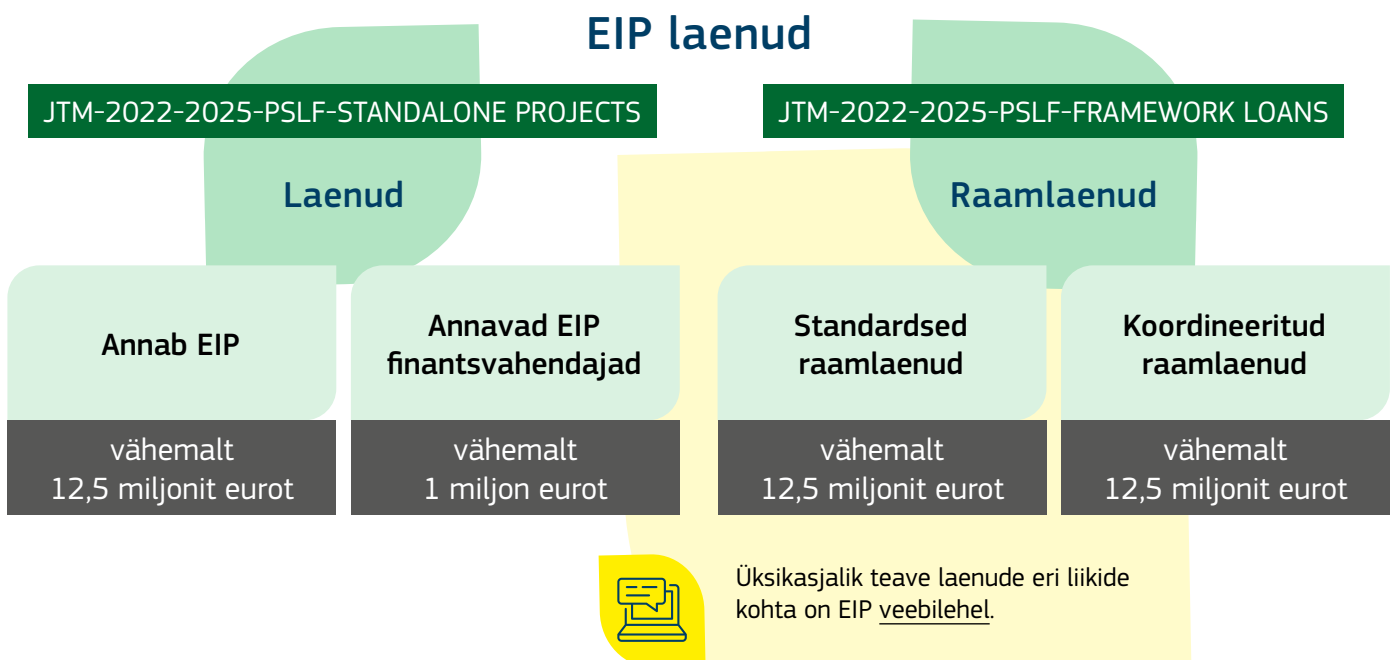 EIP laenud
JTM-2022-2025-PSLF-STANDALONE PROJECTS
Laenud
Annab EIP
vähemalt
12,5 miljonit eurot
Annavad EIP
finantsvahendajad
vähemalt
1 miljon eurot
JTM-2022-2025-PSLF-FRAMEWORK LOANS
Raamlaenud
Standardsed
raamlaenud
vähemalt
12,5 miljonit eurot
Koordineeritud
raamlaenud
vähemalt
12,5 miljonit eurot
Üksikasjalik teave laenude eri liikide
kohta on EIP veebilehel.